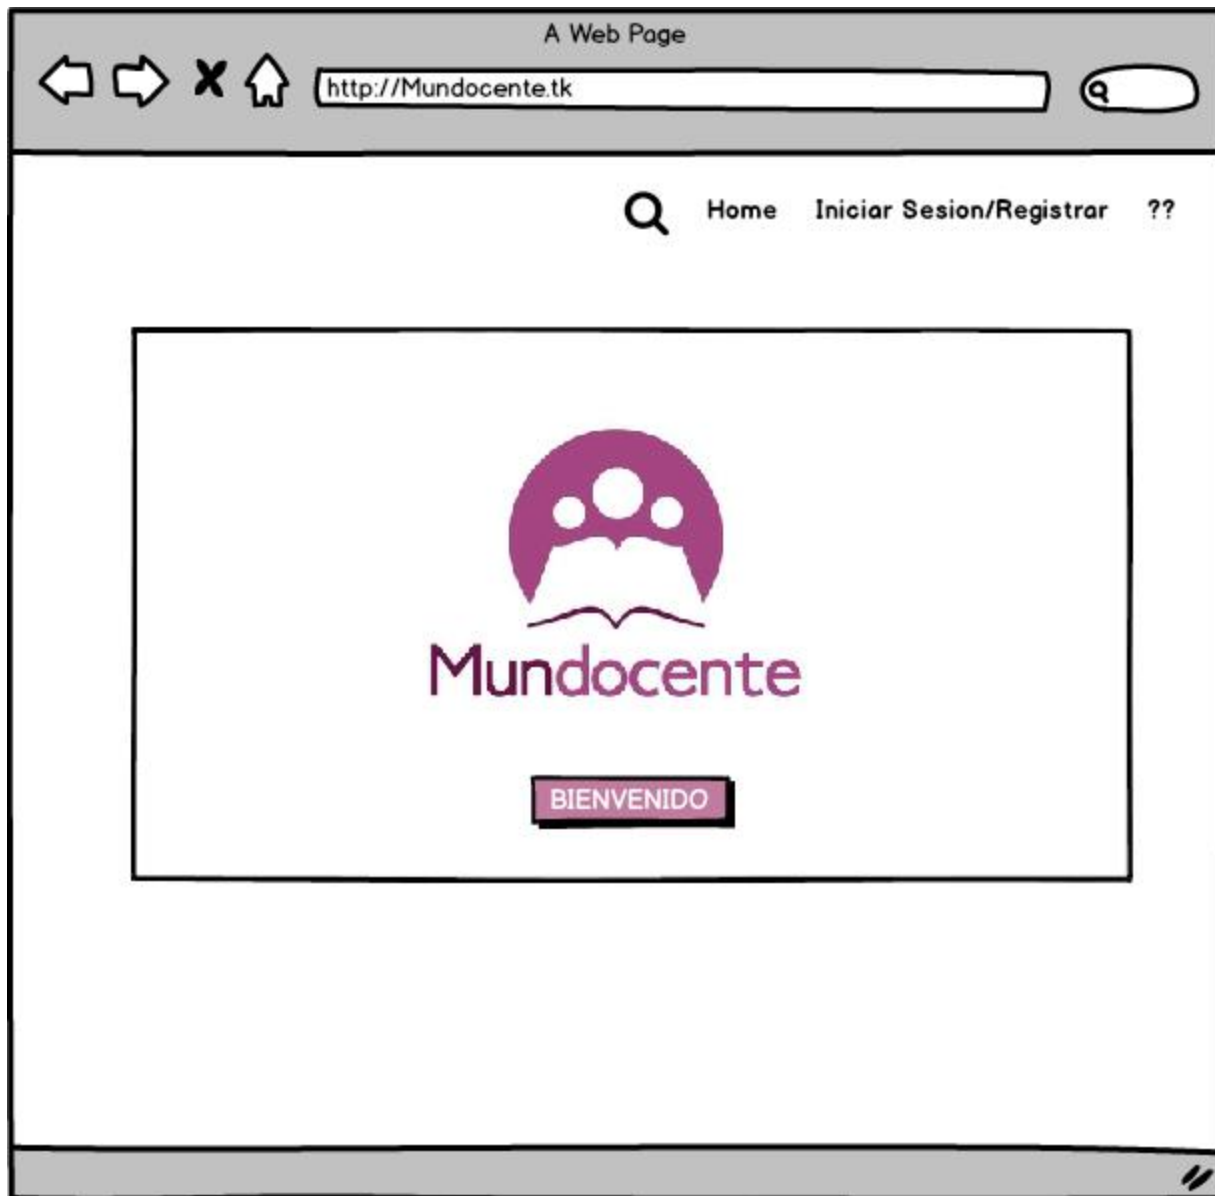 A Web Page
http://Mundocente.tk
Home Iniciar Sesion/Registrar ??
Mundocente
BIENVENIDO